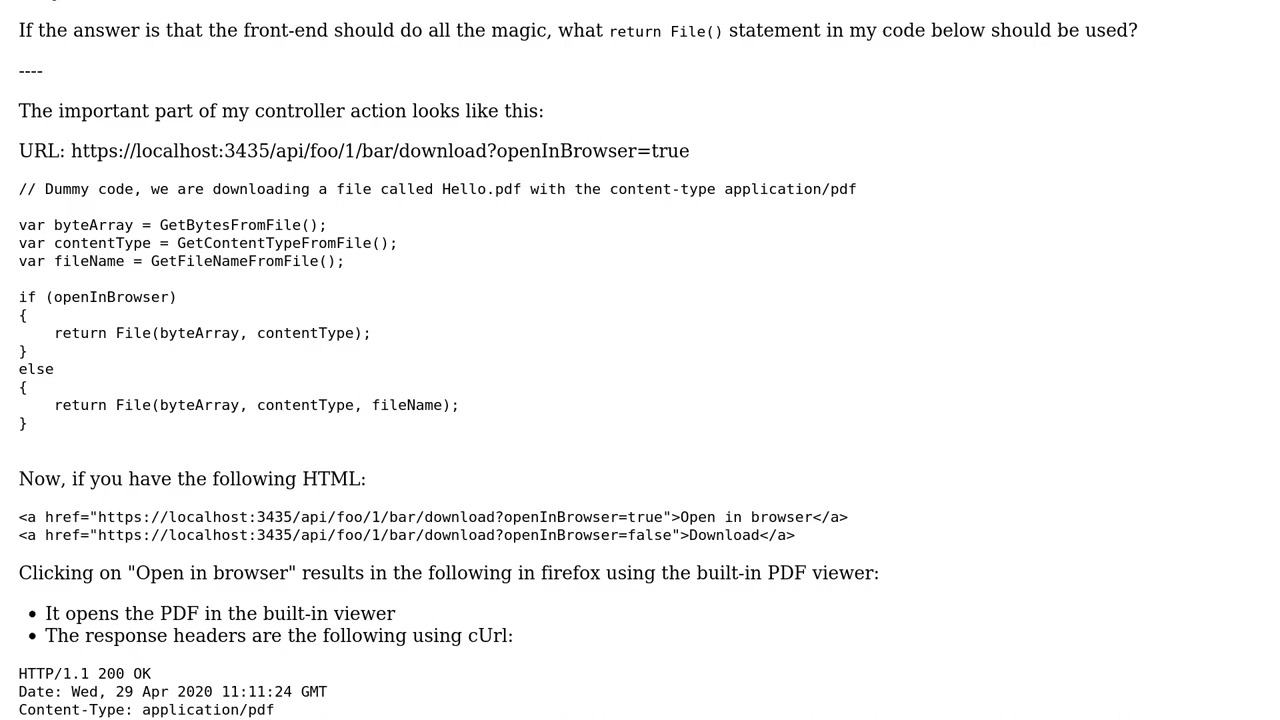 If the answer is that the front-end should do all the magic, what return File() statement in my code below should be used?
----
The important part of my controller action looks like this:
URL: https://localhost:3435/api/foo/1/bar/download?openInBrowser=true
// Dummy code, we are downloading a file called Hello.pdf with the content-type application/pdf
var byteArray = GetBytesFromFile();
var contentType = GetContentTypeFromFile();
var fileName = GetFileNameFromFile();
if (openInBrowser)
{
    return File(byteArray, contentType);
}
else
{
    return File(byteArray, contentType, fileName);
}
Now, if you have the following HTML:
<a href="https://localhost:3435/api/foo/1/bar/download?openInBrowser=true">Open in browser</a>
<a href="https://localhost:3435/api/foo/1/bar/download?openInBrowser=false">Download</a>
Clicking on "Open in browser" results in the following in firefox using the built-in PDF viewer:
• It opens the PDF in the built-in viewer
• The response headers are the following using cUrl:
HTTP/1.1 200 OK
Date: Wed, 29 Apr 2020 11:11:24 GMT
Content-Type: application/pdf